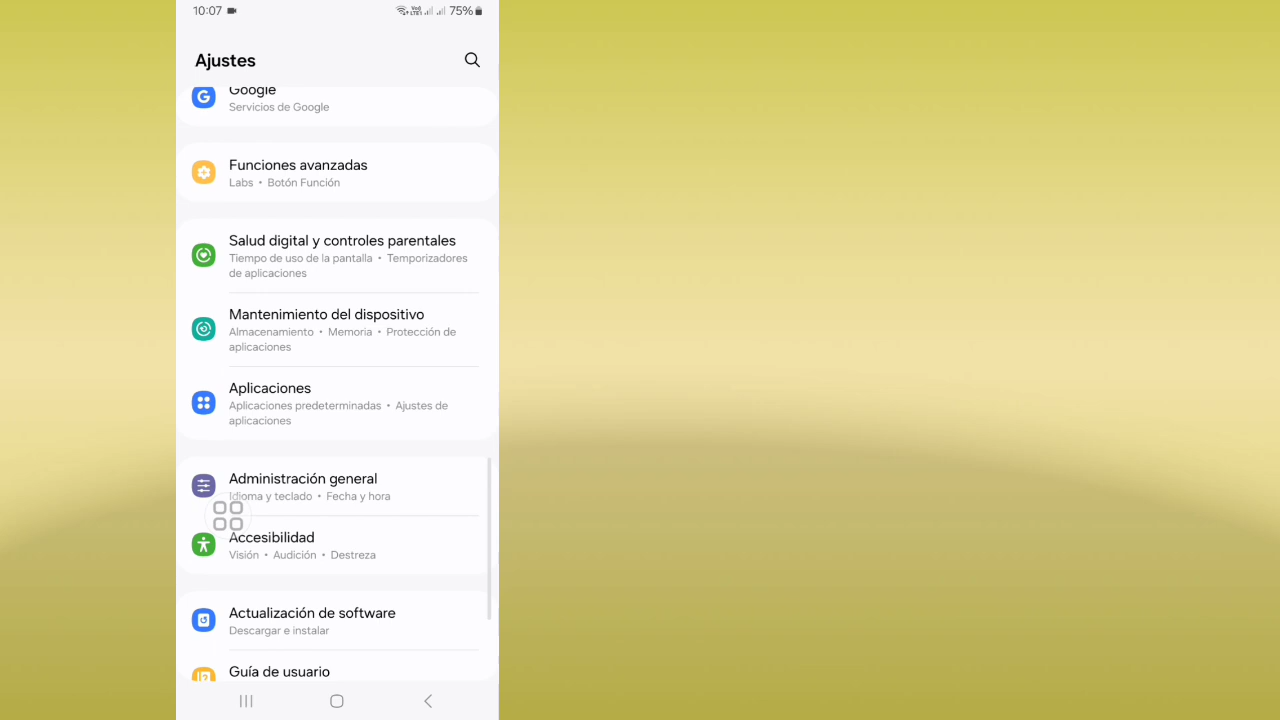 10:07
75%
Ajustes
Google
Servicios de Google
Funciones avanzadas
Labs • Botón Función
Salud digital y controles parentales
Tiempo de uso de la pantalla • Temporizadores
de aplicaciones
Mantenimiento del dispositivo
Almacenamiento • Memoria • Protección de
aplicaciones
Aplicaciones
Aplicaciones predeterminadas • Ajustes de
aplicaciones
Administración general
Idioma y teclado • Fecha y hora
Accesibilidad
Visión • Audición • Destreza
Actualización de software
Descargar e instalar
Guía de usuario